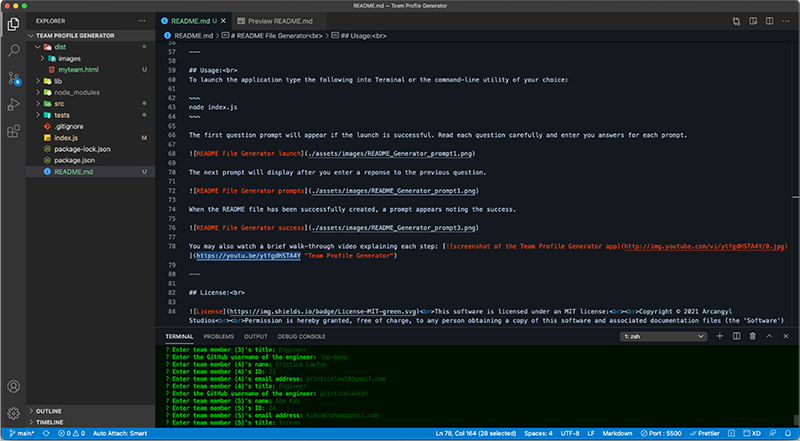 README.md — Team Profile Generator
EXPLORER
TEAM PROFILE GENERATOR
dist
images
myteam.html U
lib
node_modules
src
tests
.gitignore
index.js M
package-lock.json
package.json
README.md U
OUTLINE
TIMELINE
README.md U
Preview README.md
README.md > # README File Generator<br> > ## Usage:<br>
56
57 ---
58
59 ## Usage:<br>
60 To launch the application type the following into Terminal or the command-line utility of your choice:
61
62 ~~~
63 node index.js
64 ~~~
65
66 The first question prompt will appear if the launch is successful. Read each question carefully and enter you answers for each prompt.
67
68 ![README File Generator launch](./assets/images/README_Generator_prompt1.png)
69
70 The next prompt will display after you enter a reponse to the previous question.
71
72 ![README File Generator prompts](./assets/images/README_Generator_prompt1.png)
73
74 When the README file has been successfully created, a prompt appears noting the success.
75
76 ![README File Generator success](./assets/images/README_Generator_prompt3.png)
77
78 You may also watch a brief walk-through video explaining each step: [![screenshot of the Team Profile Generator app](http://img.youtube.com/vi/ytfgdHSTA4Y/0.jpg)
](https://youtu.be/ytfgdHSTA4Y "Team Profile Generator")
79
80 ---
81
82 ## License:<br>
83
84 ![License](https://img.shields.io/badge/License-MIT-green.svg)<br>This software is licensed under an MIT license:<br><br>Copyright © 2021 Arcangyl
Studios<br><br>Permission is hereby granted, free of charge, to any person obtaining a copy of this software and associated documentation files (the 'Software')
TERMINAL PROBLEMS OUTPUT DEBUG CONSOLE
1: zsh
? Enter team member (3)'s title: Engineer
? Enter the GitHub username of the engineer:
? Enter team member (4)'s name: Printice Lawton
? Enter team member (4)'s ID: 23
? Enter team member (4)'s email address:
? Enter team member (4)'s title: Engineer
? Enter the GitHub username of the engineer: printicelawton
? Enter team member (5)'s name: Abe Kim
? Enter team member (5)'s ID: 24
? Enter team member (5)'s email address: kimsabraham@gmail.com
? Enter team member (5)'s title: Intern
main*
0 0
Auto Attach: Smart
Ln 78, Col 164 (28 selected)
Spaces: 4
UTF-8
LF
Markdown
Port : 5500
Prettier
XD